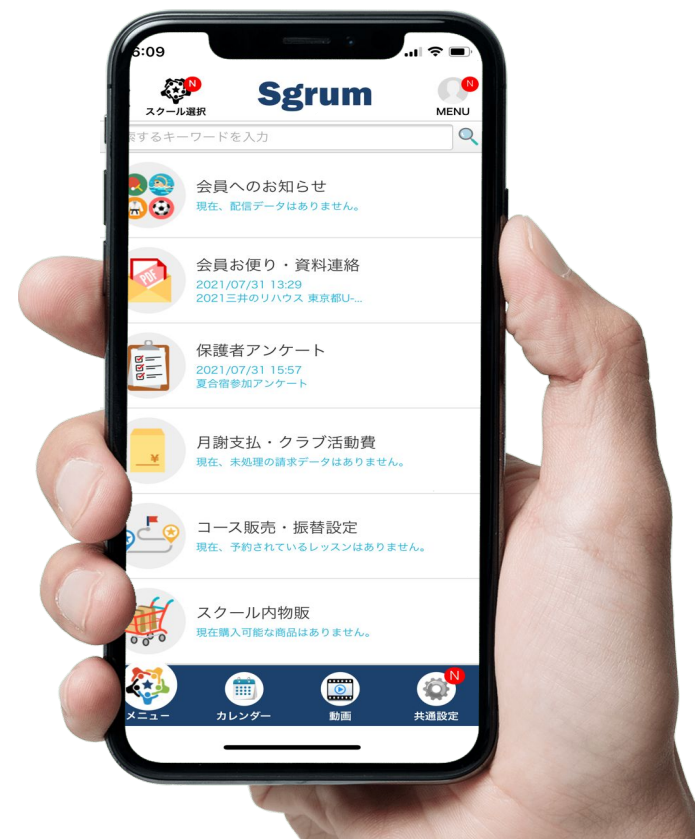 6:09
N
N
スクール選択
Sgrum
MENU
索するキーワードを入力
会員へのお知らせ
現在、配信データはありません。
PDF
会員お便り・資料連絡
2021/07/31 13:29
2021三井のリハウス 東京都U-...
保護者アンケート
2021/07/31 15:57
夏合宿参加アンケート
¥
月謝支払・クラブ活動費
現在、未処理の請求データはありません。
コース販売・振替設定
現在、予約されているレッスンはありません。
スクール内物販
現在購入可能な商品はありません。
N
メニュー
カレンダー
動画
共通設定